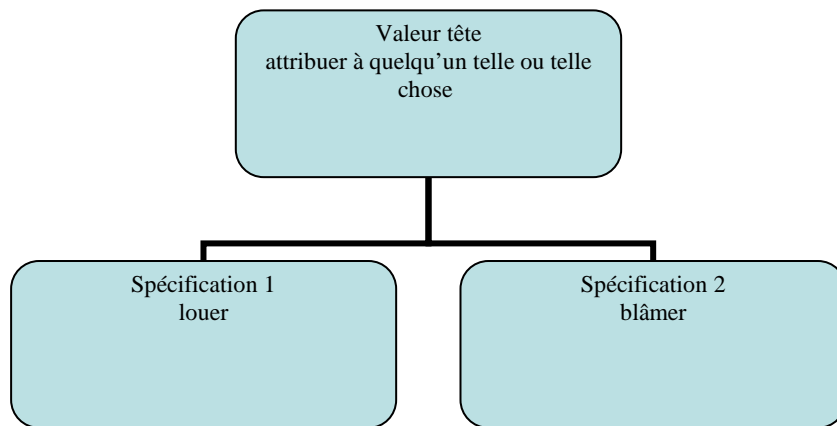 Valeur tête
attribuer à quelqu’un telle ou telle
chose
Spécification 1
louer
Spécification 2
blâmer